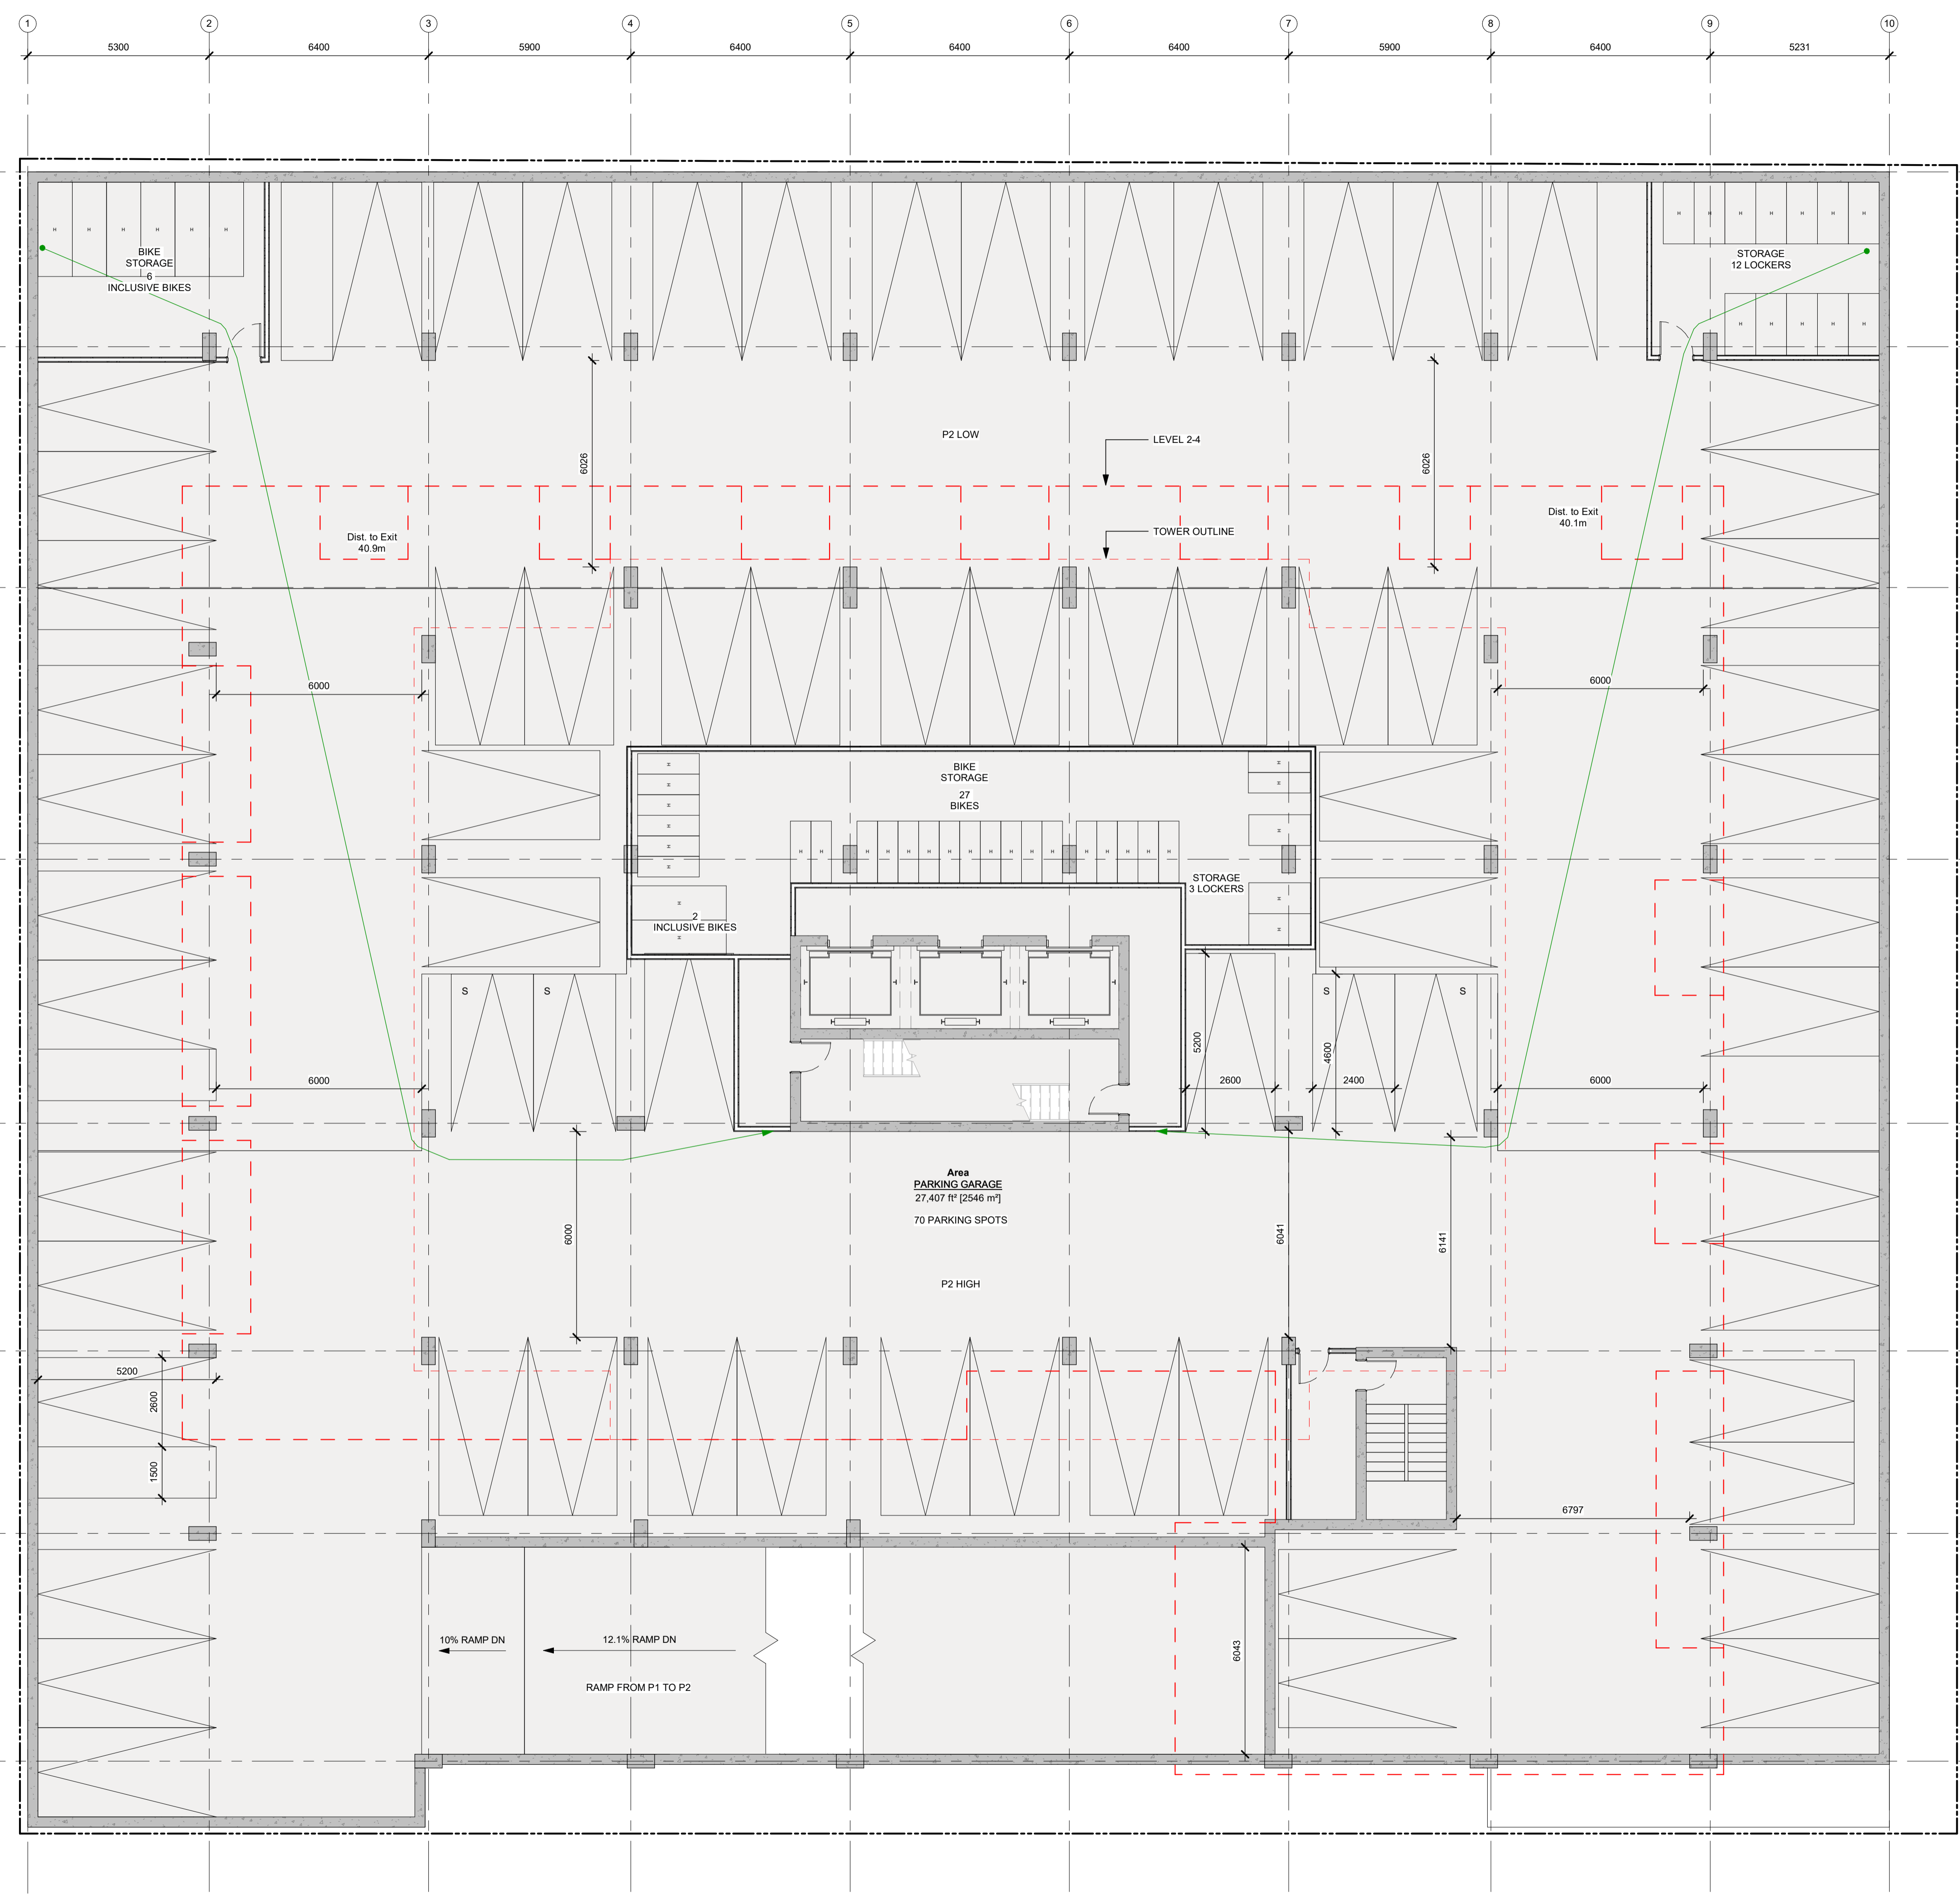 1 2 3 4 5 6 7 8 9 10
5300 6400 5900 6400 6400 6400 5900 6400 5231
H H H H H H
BIKE
STORAGE
6
INCLUSIVE BIKES
H H H H H H H
STORAGE
12 LOCKERS
H H H H H
P2 LOW
LEVEL 2-4
6026
6026
Dist. to Exit
40.9m
Dist. to Exit
40.1m
TOWER OUTLINE
6000
6000
BIKE
STORAGE
27
BIKES
H
H
H
H
H
H
H
H
H
H H H H H H H H H H H H H H H H H
STORAGE
3 LOCKERS
H
H
H
2
INCLUSIVE BIKES
H
S S S S
5200
4600
6000
2600
2400
6000
Area
PARKING GARAGE
27,407 ft² [2546 m²]
70 PARKING SPOTS
6000
6041
6141
P2 HIGH
5200
2600
1500
6797
10% RAMP DN
12.1% RAMP DN
6043
RAMP FROM P1 TO P2